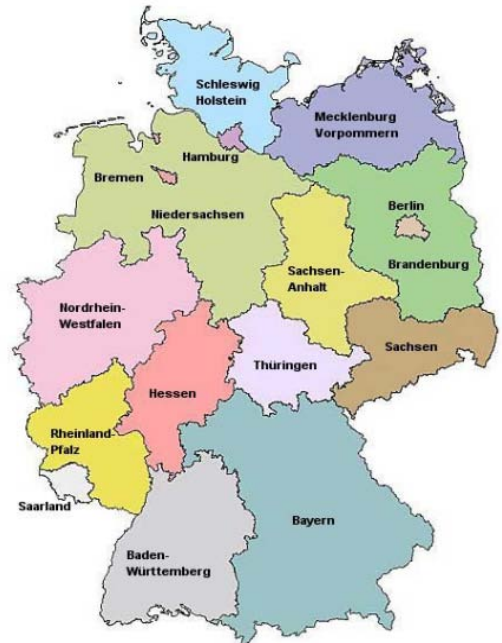 Schleswig
Holstein
Mecklenburg
Vorpommern
Hamburg
Bremen
Niedersachsen
Berlin
Brandenburg
Sachsen-
Anhalt
Nordrhein-
Westfalen
Sachsen
Thüringen
Hessen
Rheinland-
Pfalz
Saarland
Bayern
Baden-
Württemberg